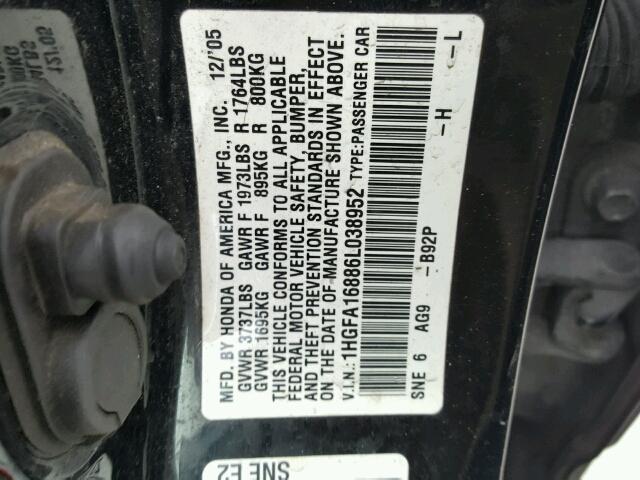 MFD. BY HONDA OF AMERICA MFG., INC. 12/'05
GVWR 3737LBS GAWR F 1973LBS R 1764LBS
GVWR 1695KG GAWR F 895KG R 800KG
THIS VEHICLE CONFORMS TO ALL APPLICABLE
FEDERAL MOTOR VEHICLE SAFETY, BUMPER,
AND THEFT PREVENTION STANDARDS IN EFFECT
ON THE DATE OF MANUFACTURE SHOWN ABOVE.
V.I.N.: 1HGFA16886L038952 TYPE:PASSENGER CAR
SNE 6 AG9 –B92P –H –L
SNE E2